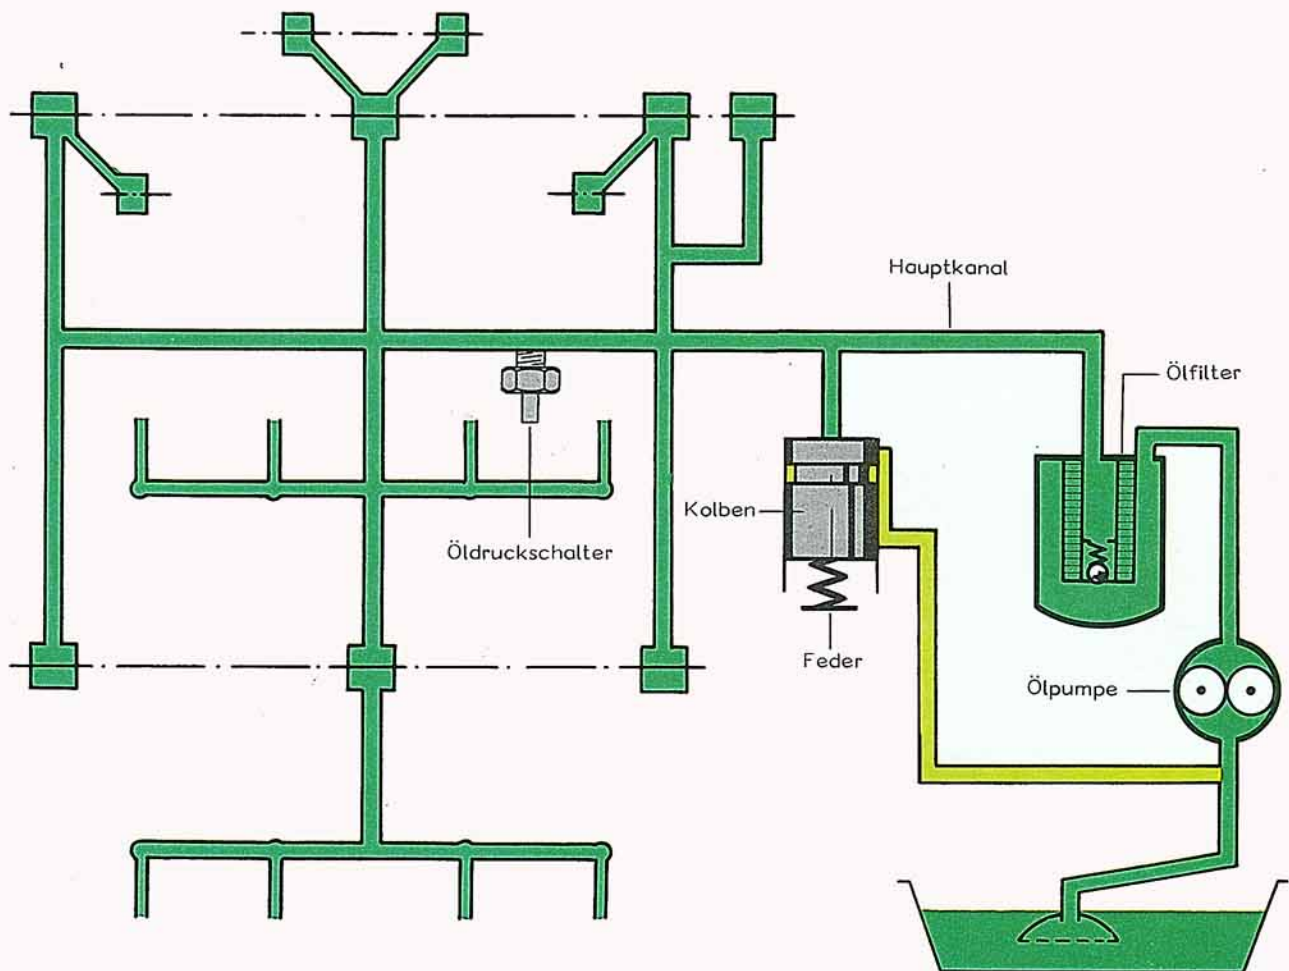 Hauptkanal
Ölfilter
Kolben
Öldruckschalter
Feder
Ölpumpe